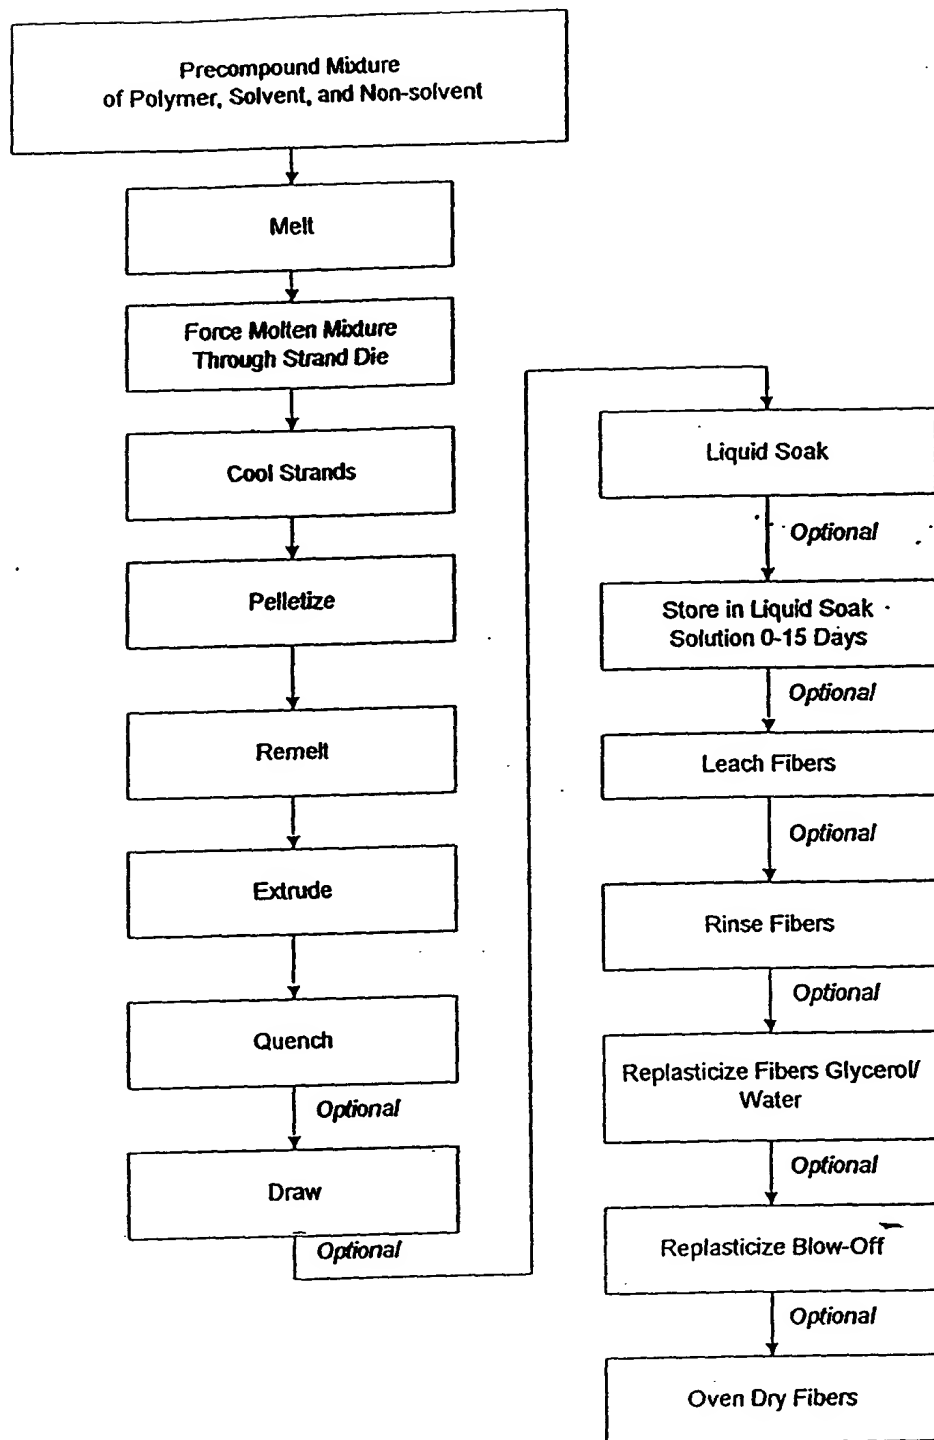 Precompound Mixture
of Polymer, Solvent, and Non-solvent
Melt
Force Molten Mixture
Through Strand Die
Cool Strands
Pelletize
Remelt
Extrude
Quench
Optional
Draw
Optional
Liquid Soak
Optional
Store in Liquid Soak
Solution 0-15 Days
Optional
Leach Fibers
Optional
Rinse Fibers
Optional
Replasticize Fibers Glycerol/
Water
Optional
Replasticize Blow-Off
Optional
Oven Dry Fibers